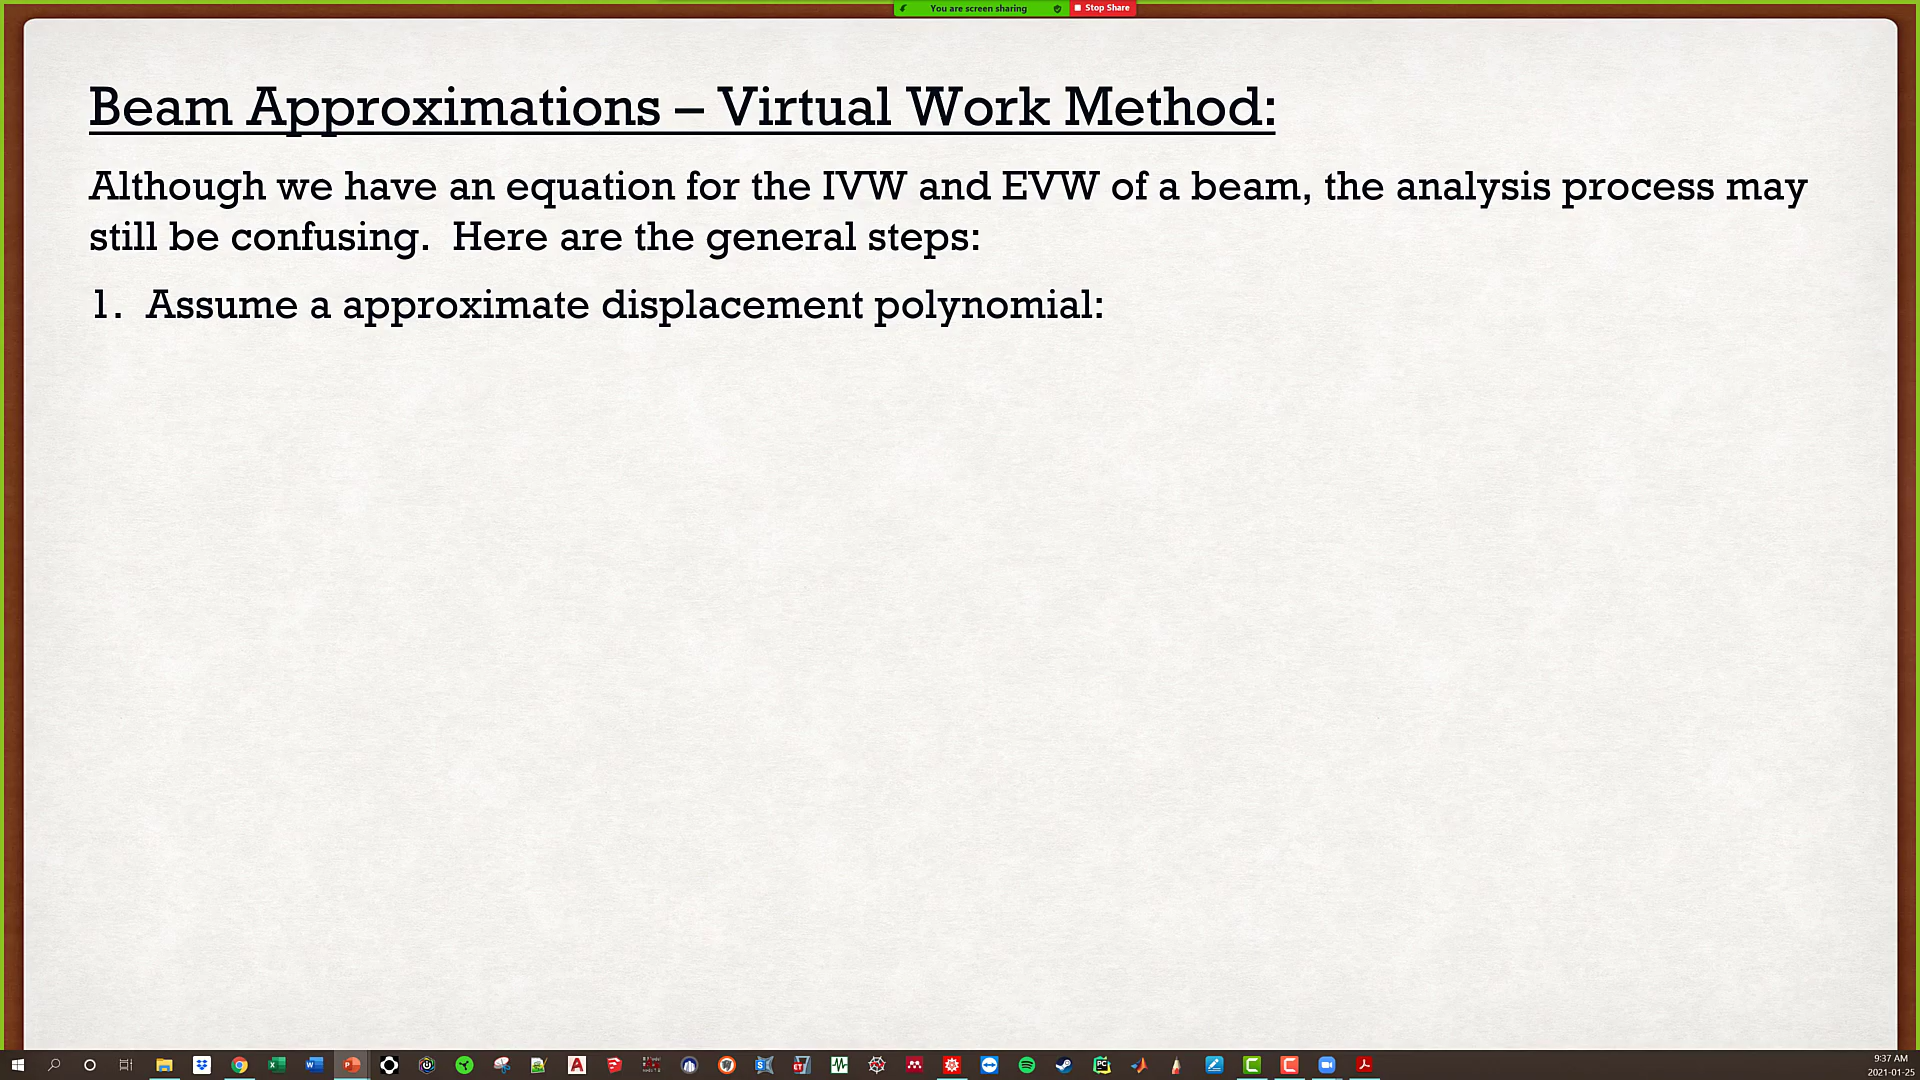 You are screen sharing
Stop Share
Beam Approximations – Virtual Work Method:
Although we have an equation for the IVW and EVW of a beam, the analysis process may
still be confusing.  Here are the general steps:
1.  Assume a approximate displacement polynomial:
9:37 AM
2021-01-25